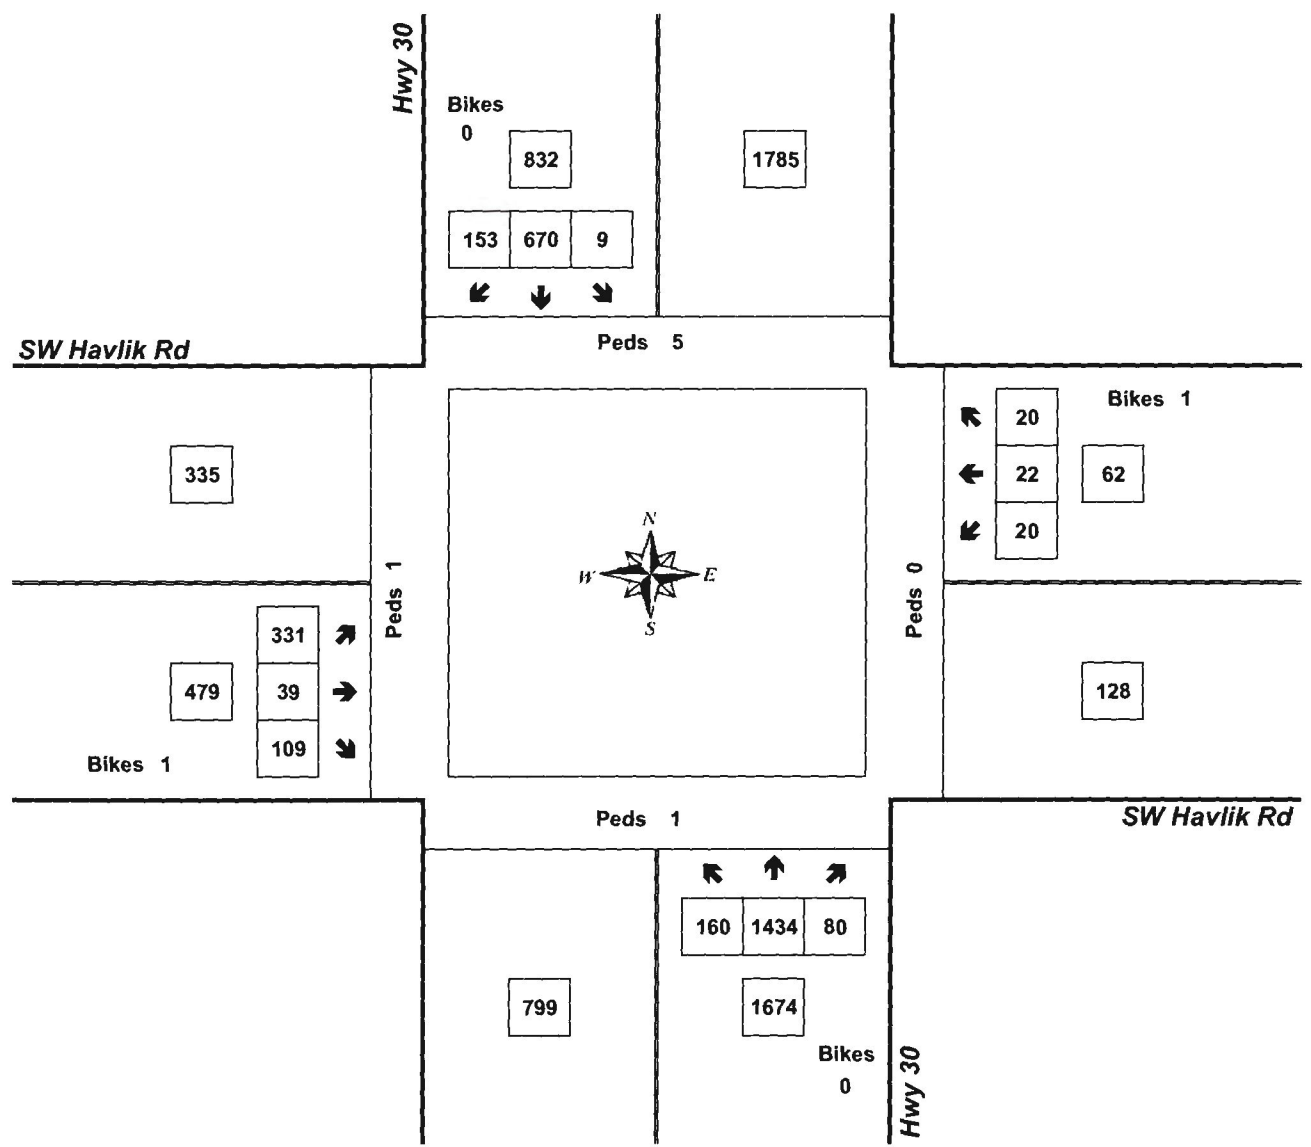 Hwy 30
Bikes
0
832
1785
153 670 9
Peds 5
SW Havlik Rd
Bikes 1
20
22
20
62
335
N
W E
S
Peds 1
Peds 0
331
39
109
479
128
Bikes 1
SW Havlik Rd
Peds 1
160 1434 80
799
1674
Bikes
0
Hwy 30